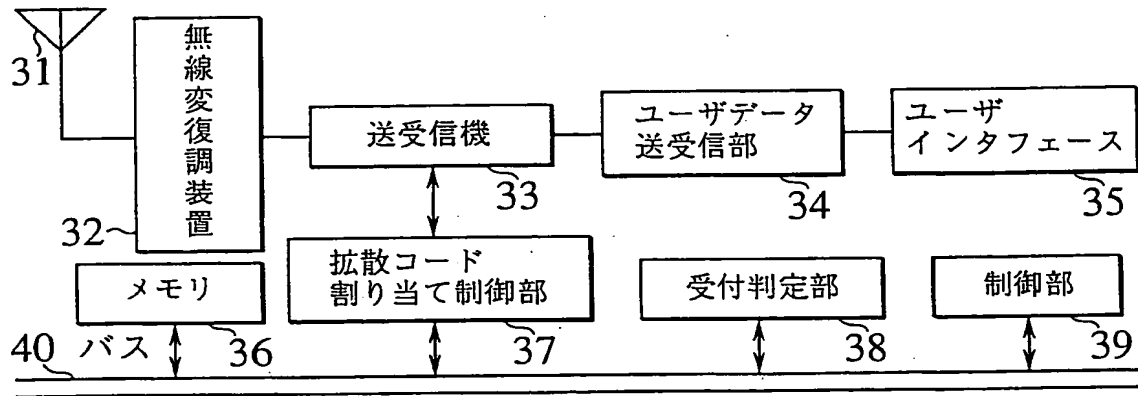 31
無線変復調装置
32
送受信機
33
ユーザデータ
送受信部
34
ユーザ
インタフェース
35
メモリ
36
拡散コード
割り当て制御部
37
受付判定部
38
制御部
39
40 バス